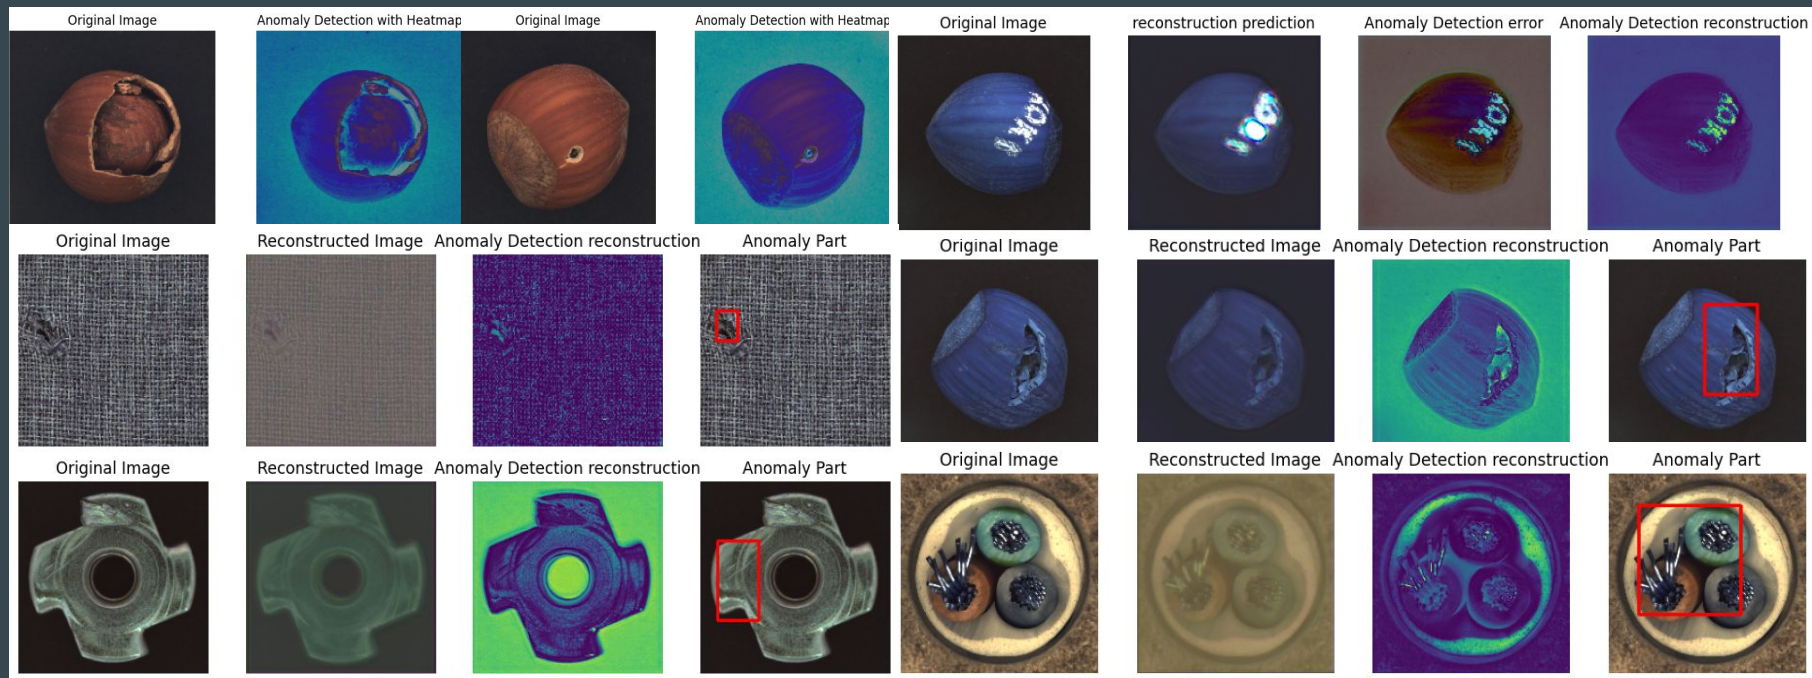 Original Image
Anomaly Detection with Heatmap
Original Image
Anomaly Detection with Heatmap
Original Image
reconstruction prediction
Anomaly Detection error
Anomaly Detection reconstruction
Original Image
Reconstructed Image
Anomaly Detection reconstruction
Anomaly Part
Original Image
Reconstructed Image
Anomaly Detection reconstruction
Anomaly Part
Original Image
Reconstructed Image
Anomaly Detection reconstruction
Anomaly Part
Original Image
Reconstructed Image
Anomaly Detection reconstruction
Anomaly Part